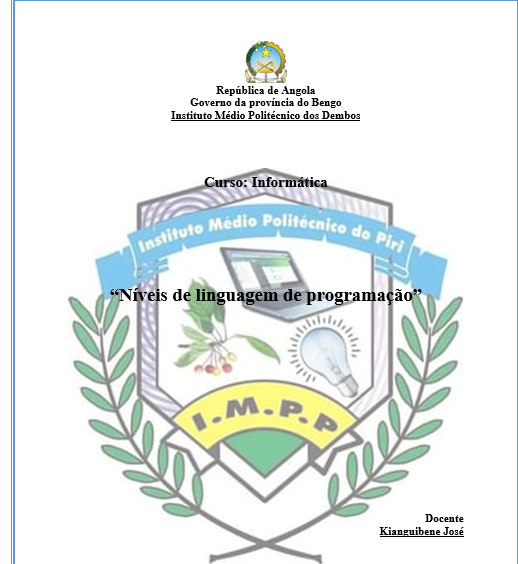 República de Angola
Governo da província do Bengo
Instituto Médio Politécnico dos Dembos
Curso: Informática
Instituto Médio Politécnico do Piri
“Níveis de linguagem de programação”
I.M.P.P
Docente
Kianguibene José